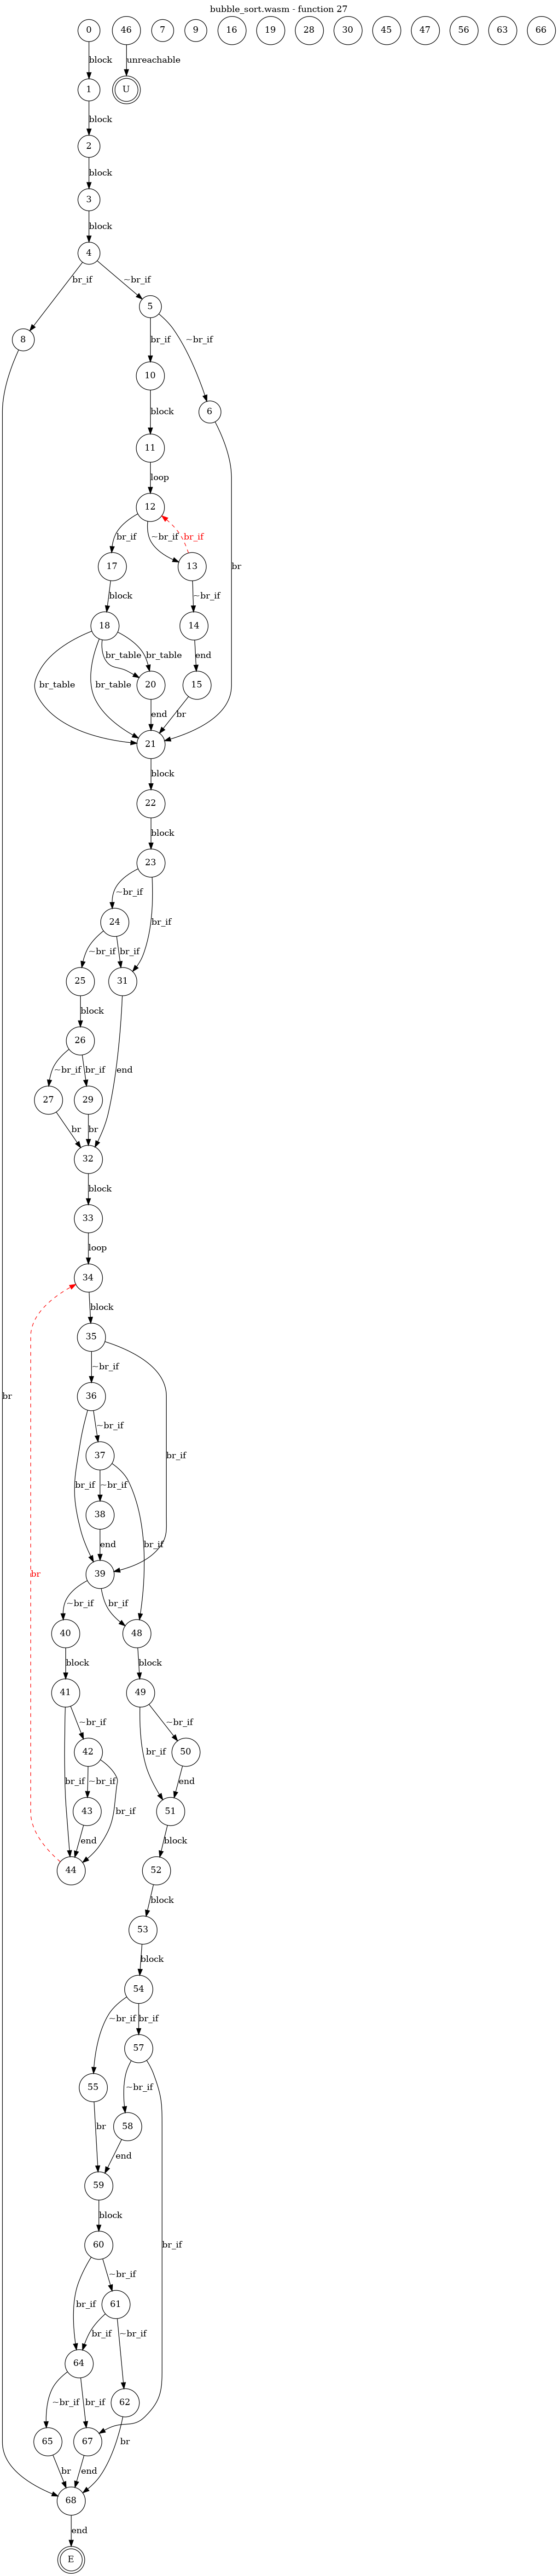 bubble_sort.wasm - function 27
0 46 7 9 16 19 28 30 45 47 56 63 66
block unreachable
1 U
block
2
block
3
block
4
br_if ~br_if
5
8 br_if ~br_if
10
6
block
11
loop
12
br_if ~br_if br_if
17 13
block ~br_if
br
18 14
br_table br_table end
br_table br_table
20 15
end br
21
block
22
block
23
~br_if
24 br_if
~br_if br_if
25 31
block
26 end
~br_if br_if
27 29
br br
32
block
33
loop
34
block
35
~br_if
br
36
~br_if
37 br_if
br_if ~br_if
38
end br_if
br 39
~br_if br_if
40 48
block block
41 49
~br_if ~br_if
42 br_if 50
br_if ~br_if end
43 br_if 51
end block
44 52
block
53
block
54
~br_if br_if
57
55 ~br_if
br 58
end
59
block
60 br_if
~br_if
br_if 61
br_if ~br_if
64
~br_if br_if 62
65 67
br end br
68
end
E